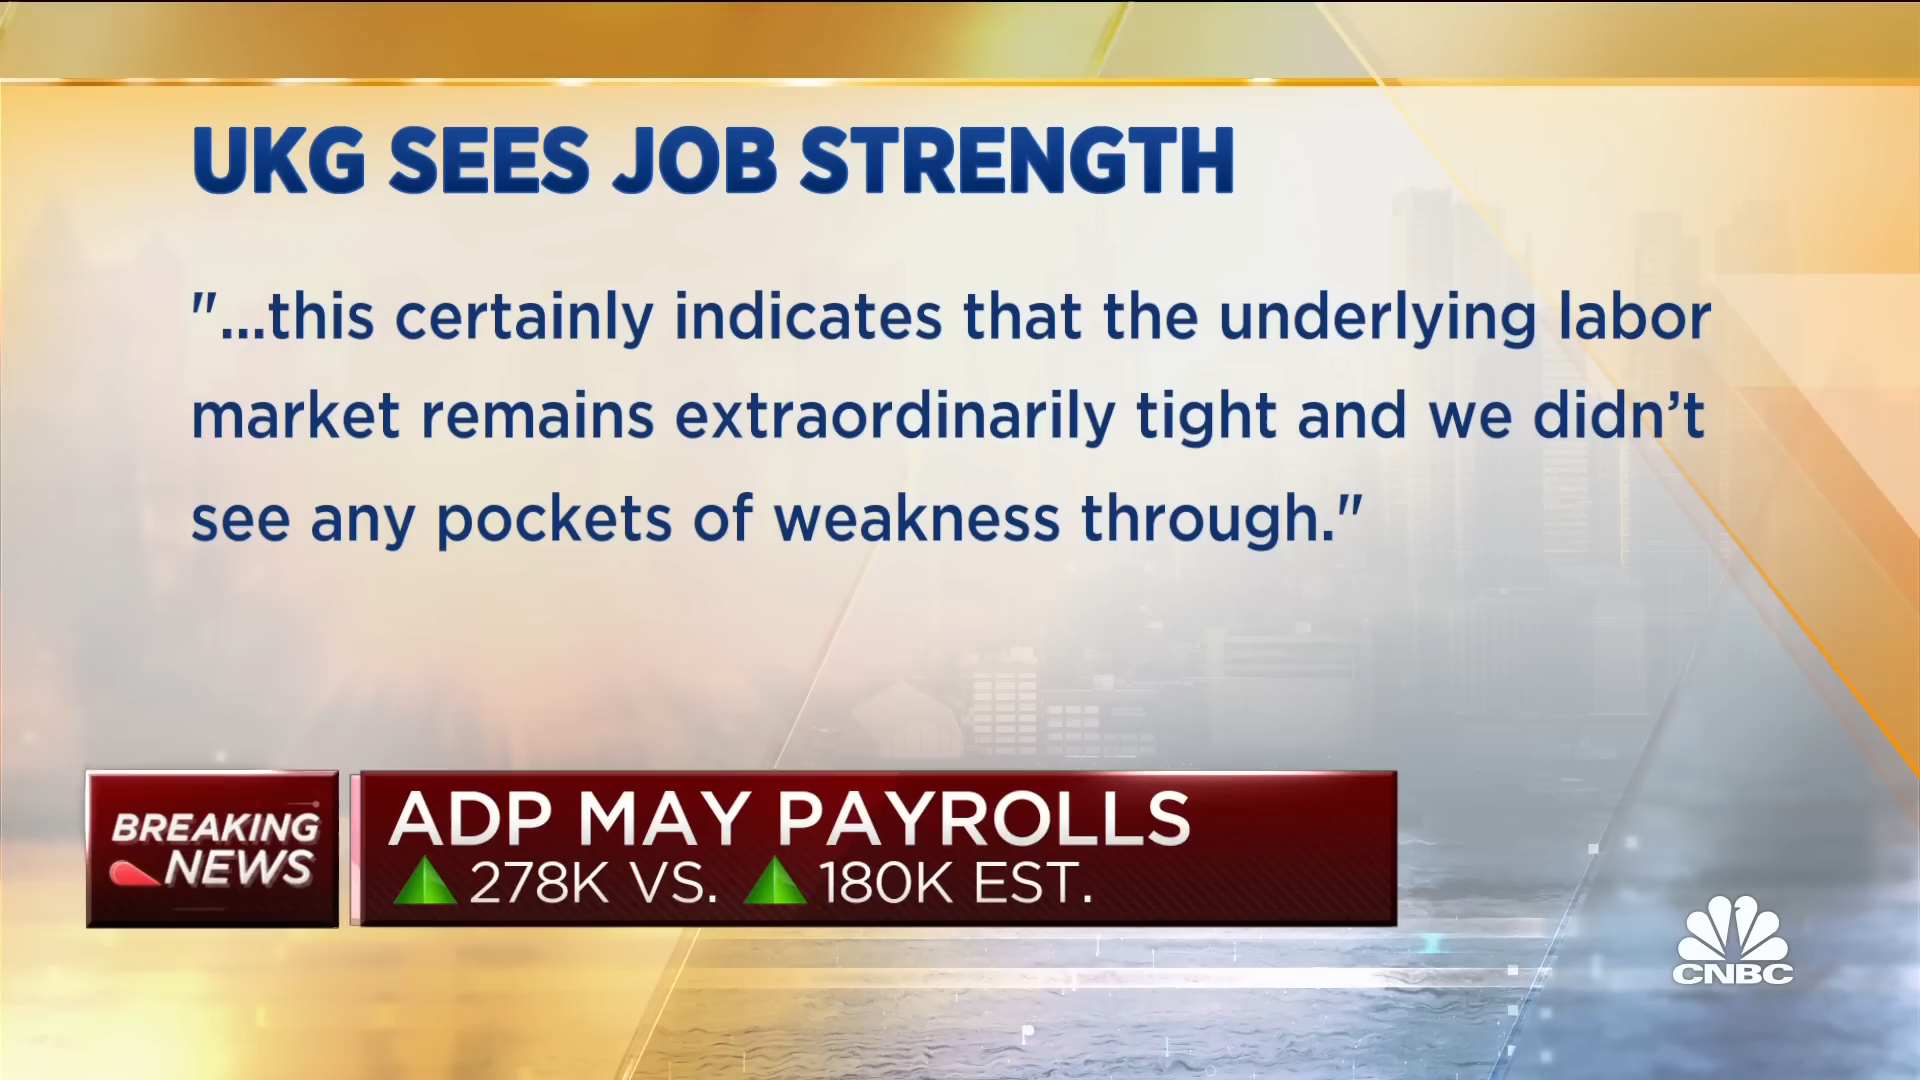 UKG SEES JOB STRENGTH
"...this certainly indicates that the underlying labor
market remains extraordinarily tight and we didn’t
see any pockets of weakness through."
BREAKING
NEWS
ADP MAY PAYROLLS
278K VS. 180K EST.
CNBC